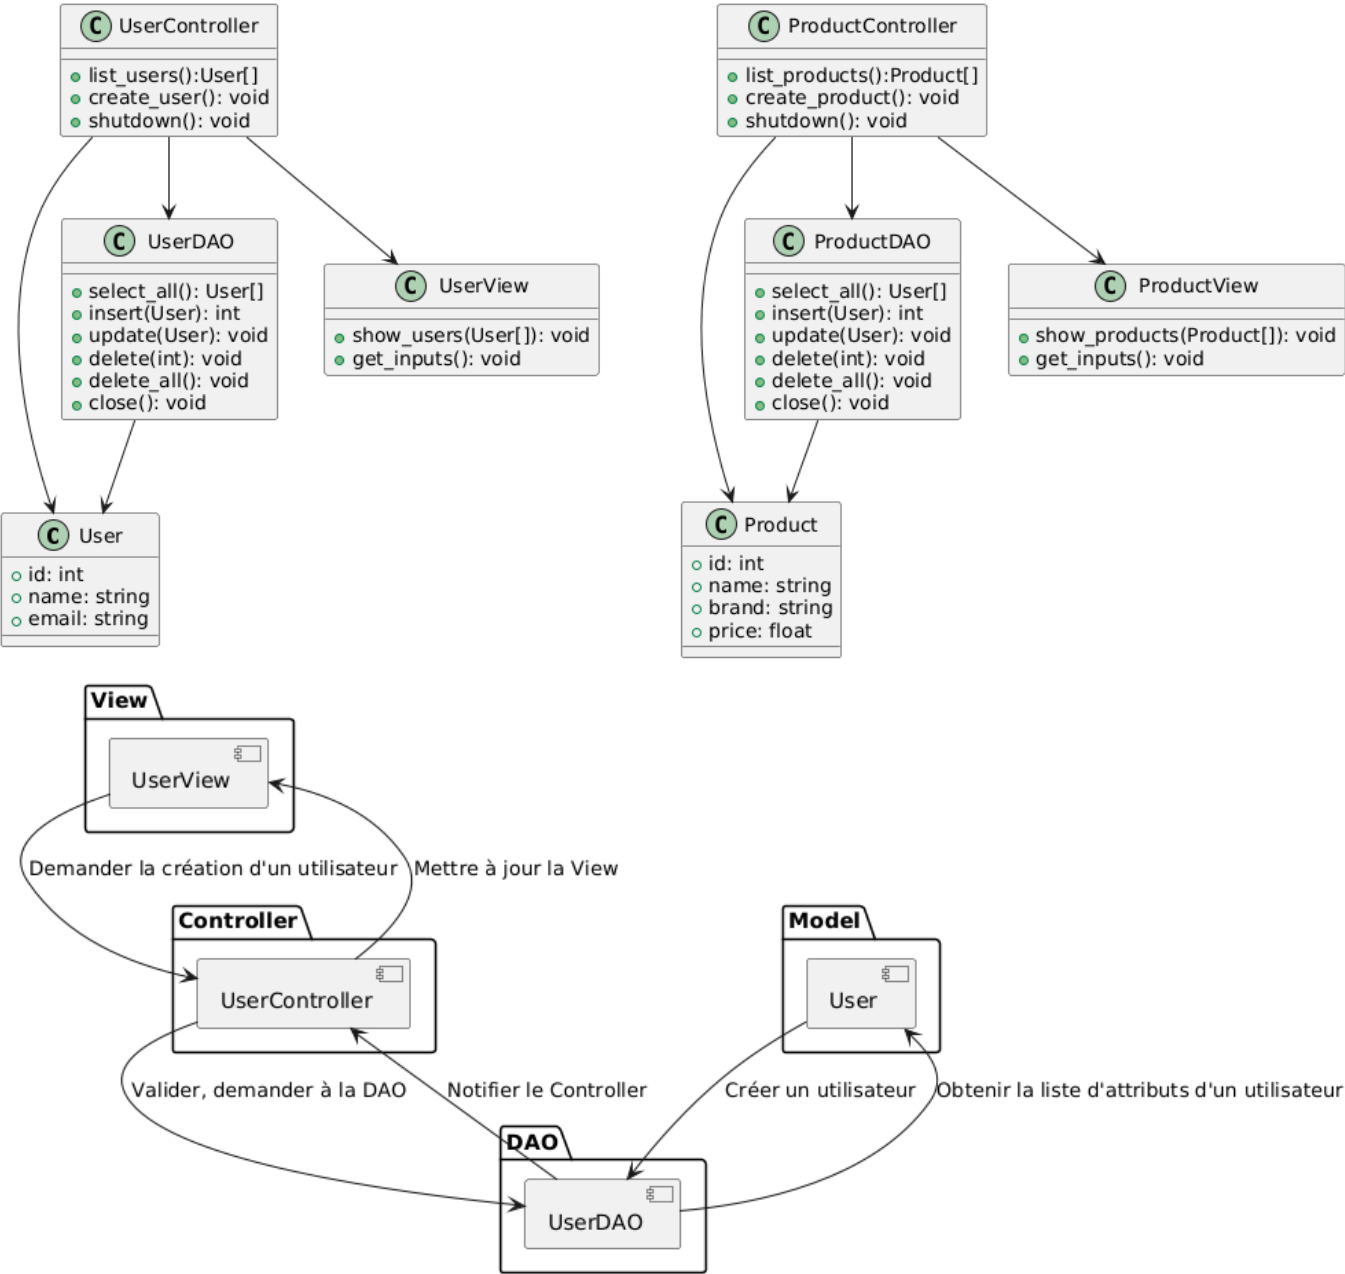 C UserController
list_users():User[]
create_user(): void
shutdown(): void
C ProductController
list_products():Product[]
create_product(): void
shutdown(): void
C UserDAO
select_all(): User[]
insert(User): int
update(User): void
delete(int): void
delete_all(): void
close(): void
C UserView
show_users(User[]): void
get_inputs(): void
C ProductDAO
select_all(): User[]
insert(User): int
update(User): void
delete(int): void
delete_all(): void
close(): void
C ProductView
show_products(Product[]): void
get_inputs(): void
C User
id: int
name: string
email: string
C Product
id: int
name: string
brand: string
price: float
View
UserView
Demander la création d'un utilisateur
Mettre à jour la View
Controller
UserController
Model
User
Valider, demander à la DAO
Notifier le Controller
Créer un utilisateur
Obtenir la liste d'attributs d'un utilisateur
DAO
UserDAO